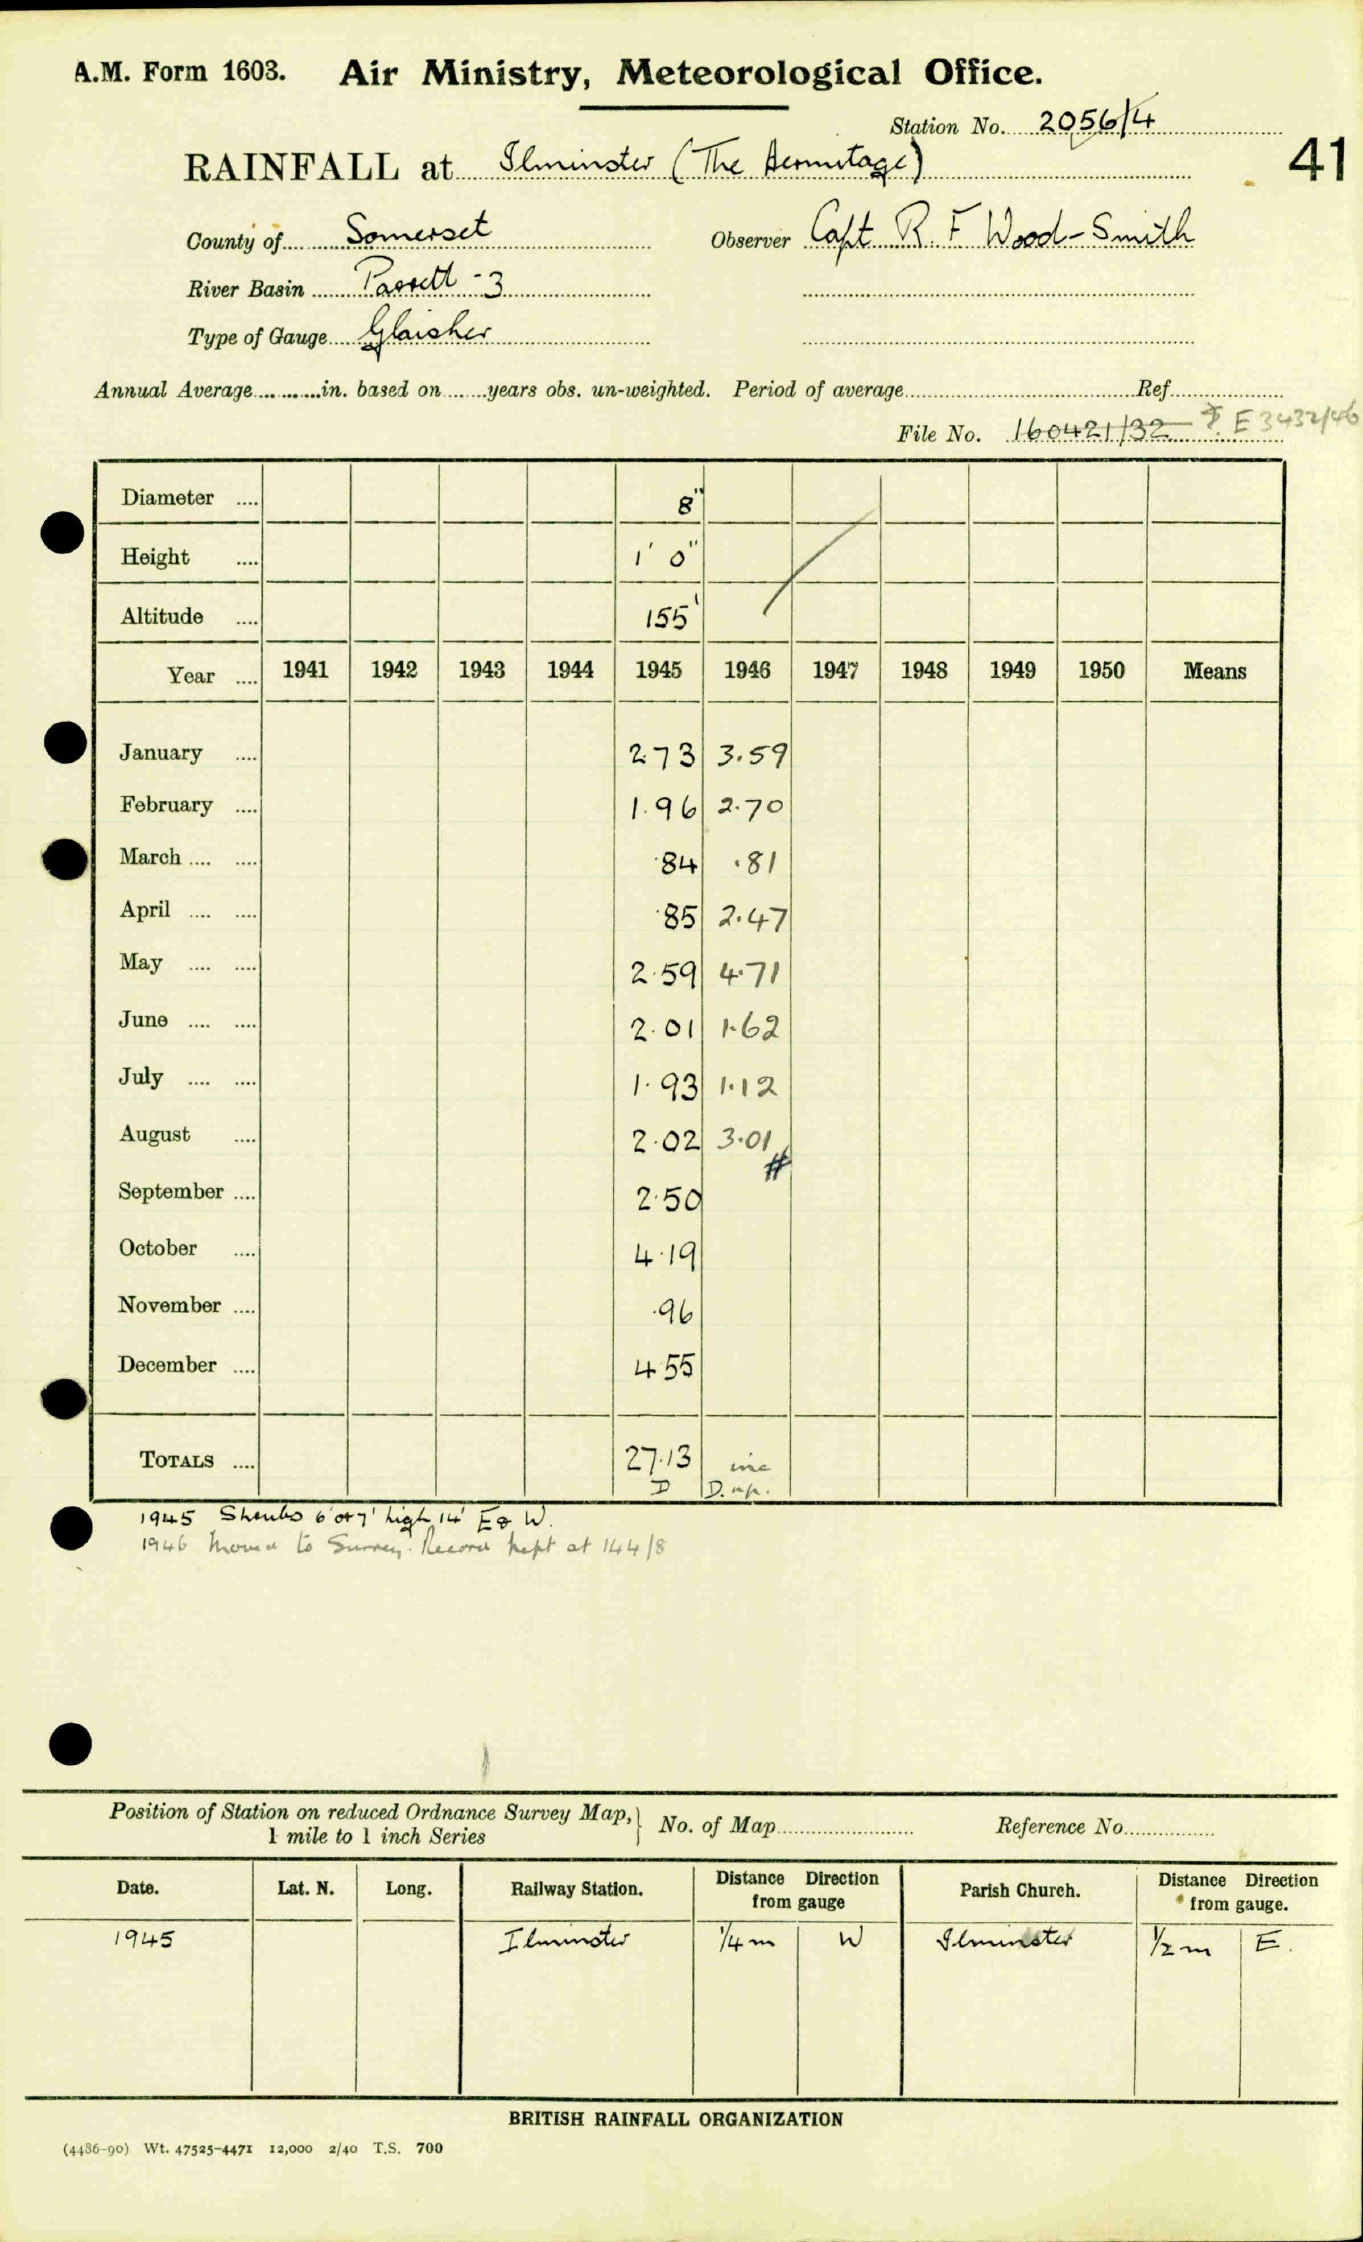 A.M. Form 1603. Air Ministry, Meteorological Office.
Station No. 2056/4
41
RAINFALL at Ilminster (The Hermitage)
County of Somerset Observer Capt R. F Wood-Smith
River Basin Parrett - 3
Type of Gauge Glaisher
Annual Average in. based on years obs. un-weighted. Period of average Ref.
File No. 160421/32 E 3432/46
Diameter 8"
Height 1' 0"
Altitude 155'
Year 1941 1942 1943 1944 1945 1946 1947 1948 1949 1950 Means
January 2.73 3.59
February 1.96 2.70
March .84 .81
April .85 2.47
May 2.59 4.71
June 2.01 1.62
July 1.93 1.12
August 2.02 3.01
#
September 2.50
October 4.19
November .96
December 4.55
TOTALS 27.13 inc
D D.np.
1945 Shrubs 6' or 7' high 14' E & W.
1946 Moved to Surrey. Record kept at 144/8
Position of Station on reduced Ordnance Survey Map, 1 mile to 1 inch Series No. of Map Reference No.
Date. Lat. N. Long. Railway Station. Distance Direction from gauge Parish Church. Distance Direction from gauge.
1945 Ilminster 1/4 m W Ilminster 1/2 m E.
BRITISH RAINFALL ORGANIZATION
(4486-90) Wt. 47525-4471 12,000 2/40 T.S. 700